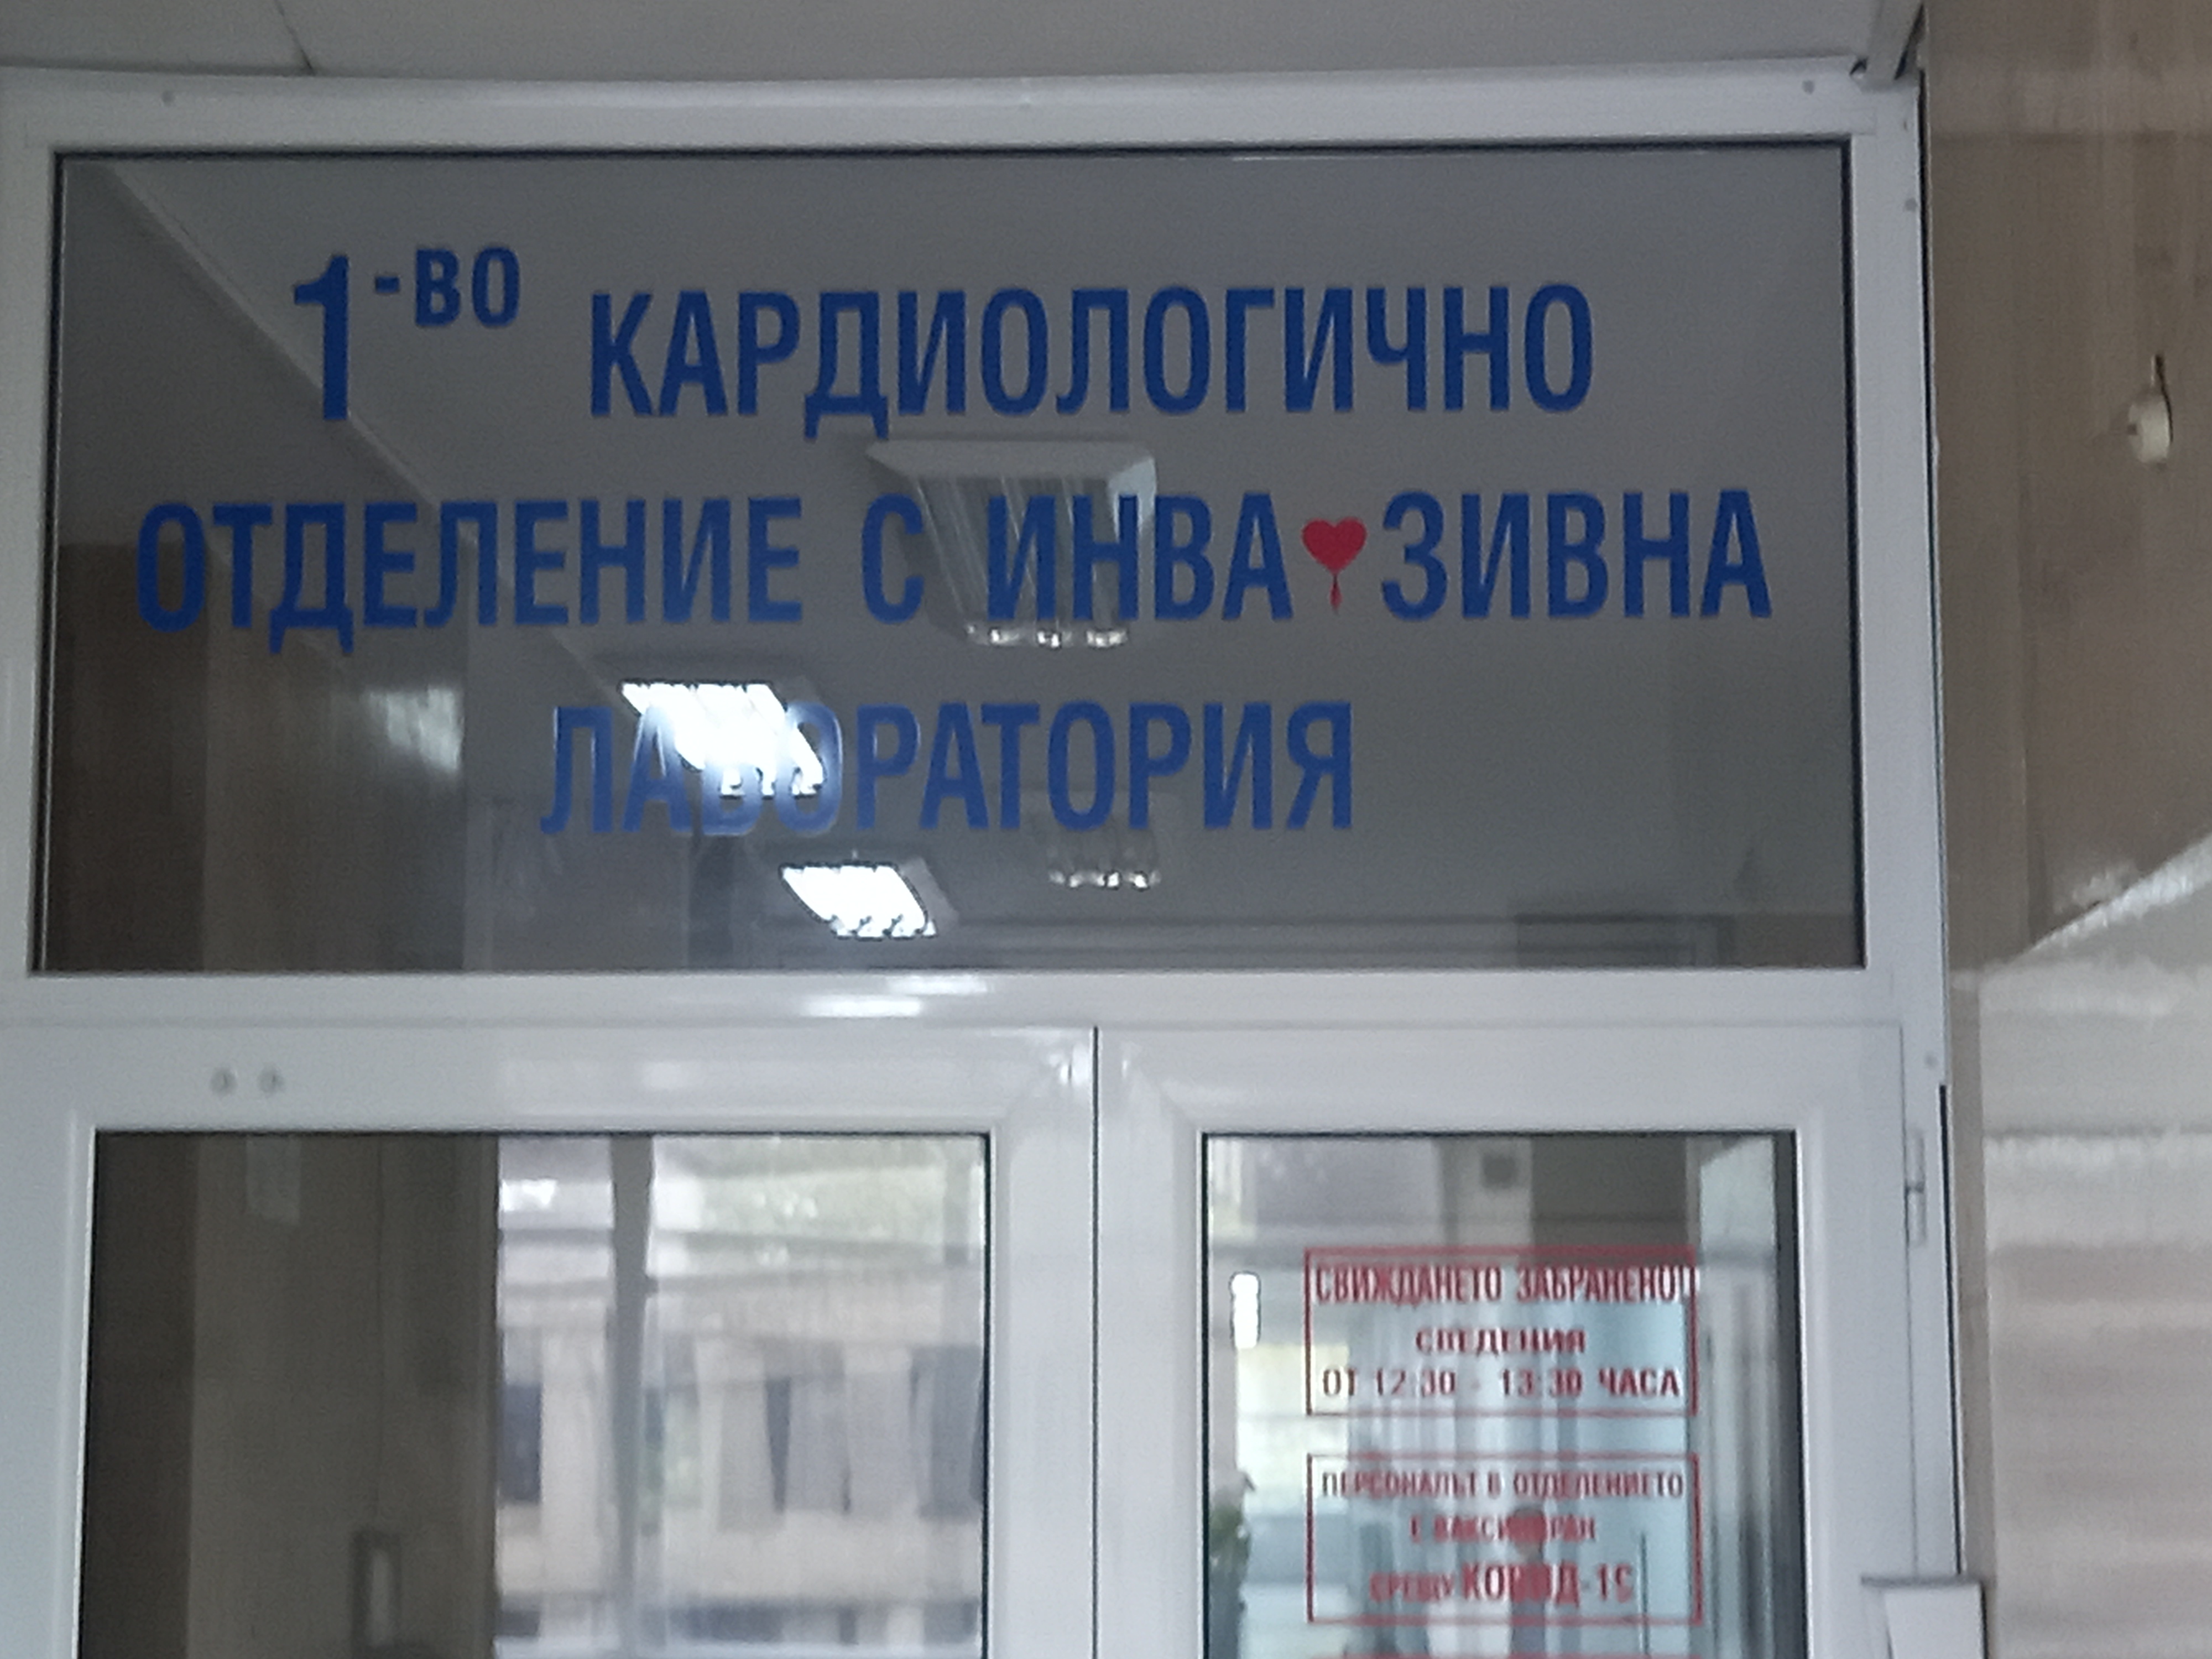 1-ВО КАРДИОЛОГИЧНО
ОТДЕЛЕНИЕ С ИНВАЗИВНА
ЛАБОРАТОРИЯ
СВИЖДАНЕТО ЗАБРАНЕНО!
СВЕДЕНИЯ
ОТ 12:30 - 13:30 ЧАСА
ПЕРСОНАЛЪТ В ОТДЕЛЕНИЕТО
Е ВАКСИНИРАН
СРЕЩУ КОВИД-19